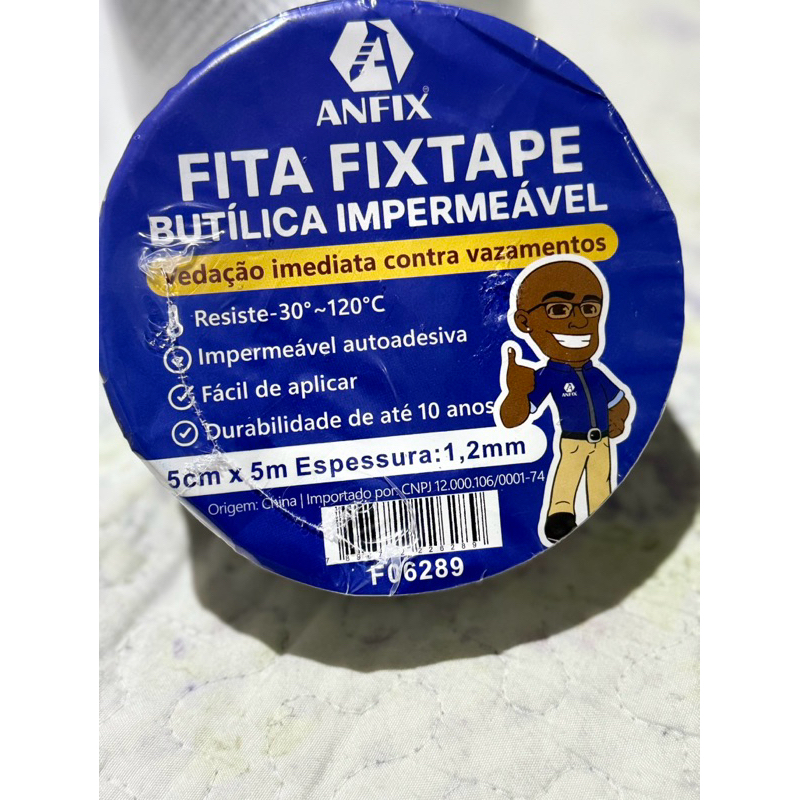 ANFIX®
FITA FIXTAPE
BUTÍLICA IMPERMEÁVEL
Vedação imediata contra vazamentos
Resiste-30°~120°C
Impermeável autoadesiva
Fácil de aplicar
Durabilidade de até 10 anos
ANFIX
5cm x 5m Espessura:1,2mm
Origem: China | Importado por: CNPJ 12.000.106/0001-74
F06289